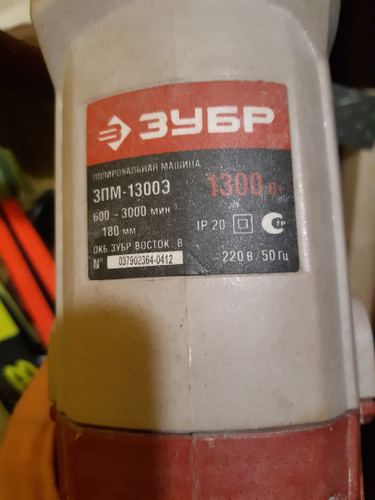 ЗУБР
ПОЛИРОВАЛЬНАЯ МАШИНА
ЗПМ-1300Э 1300 Вт
600 - 3000 мин
180 мм IP 20
ОКБ ЗУБР ВОСТОК В
N° 037902364-0412 220 В / 50 Гц